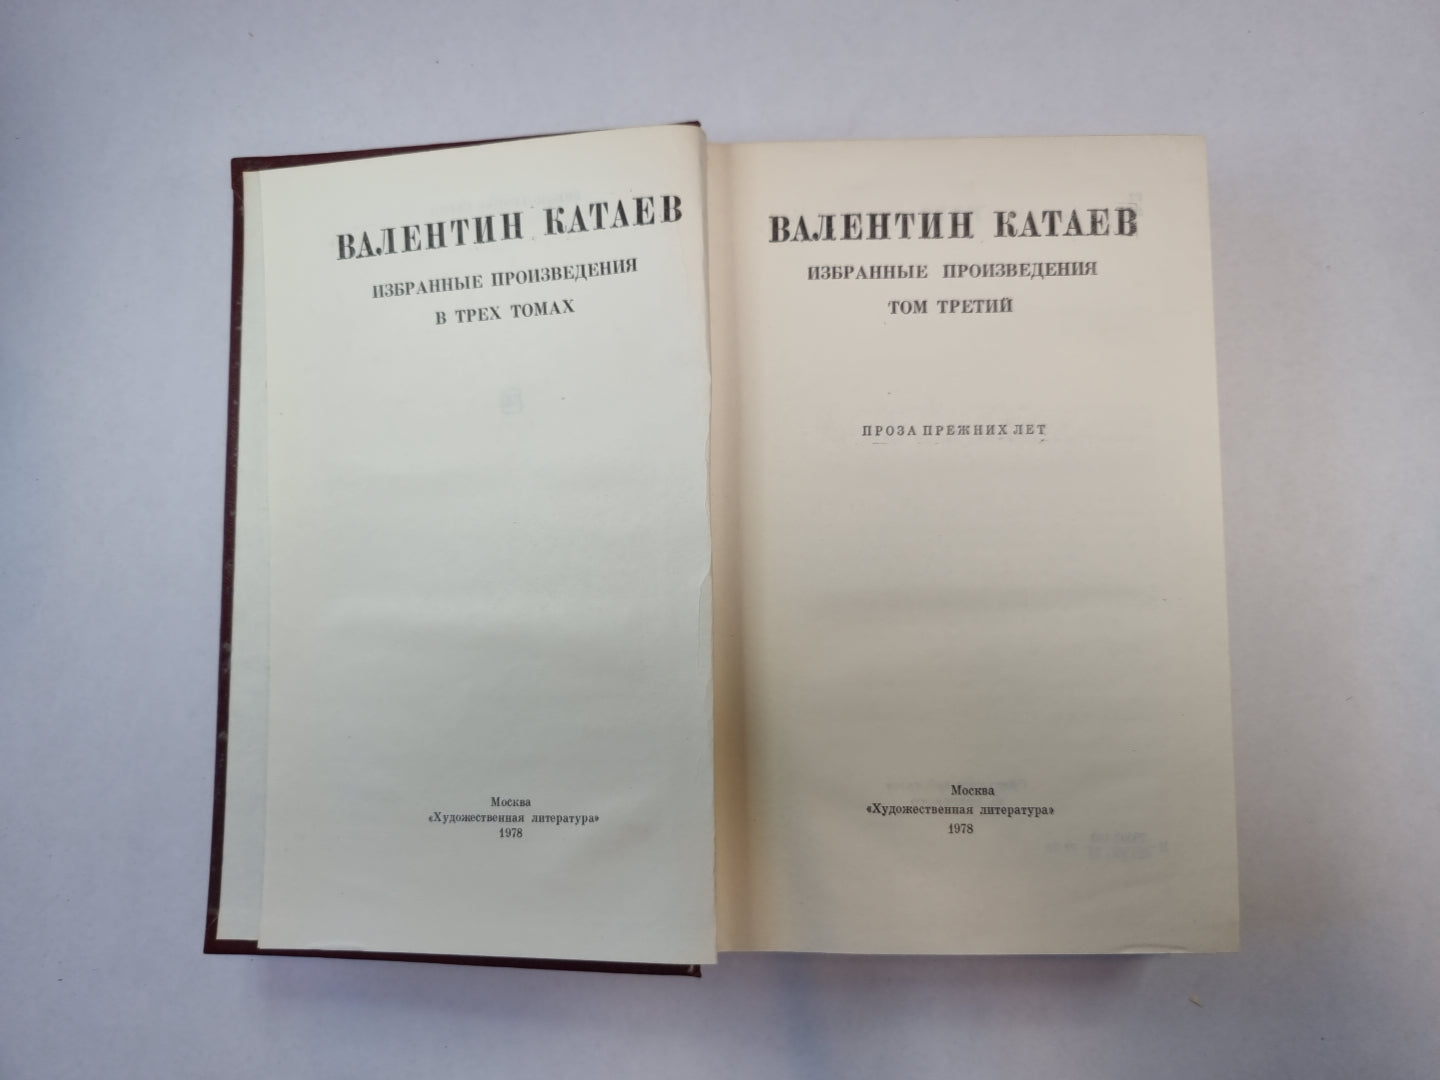 ВАЛЕНТИН КАТАЕВ
ИЗБРАННЫЕ ПРОИЗВЕДЕНИЯ
В ТРЕХ ТОМАХ
Москва
«Художественная литература»
1978
ВАЛЕНТИН КАТАЕВ
ИЗБРАННЫЕ ПРОИЗВЕДЕНИЯ
ТОМ ТРЕТИЙ
ПРОЗА ПРЕЖНИХ ЛЕТ
Москва
«Художественная литература»
1978